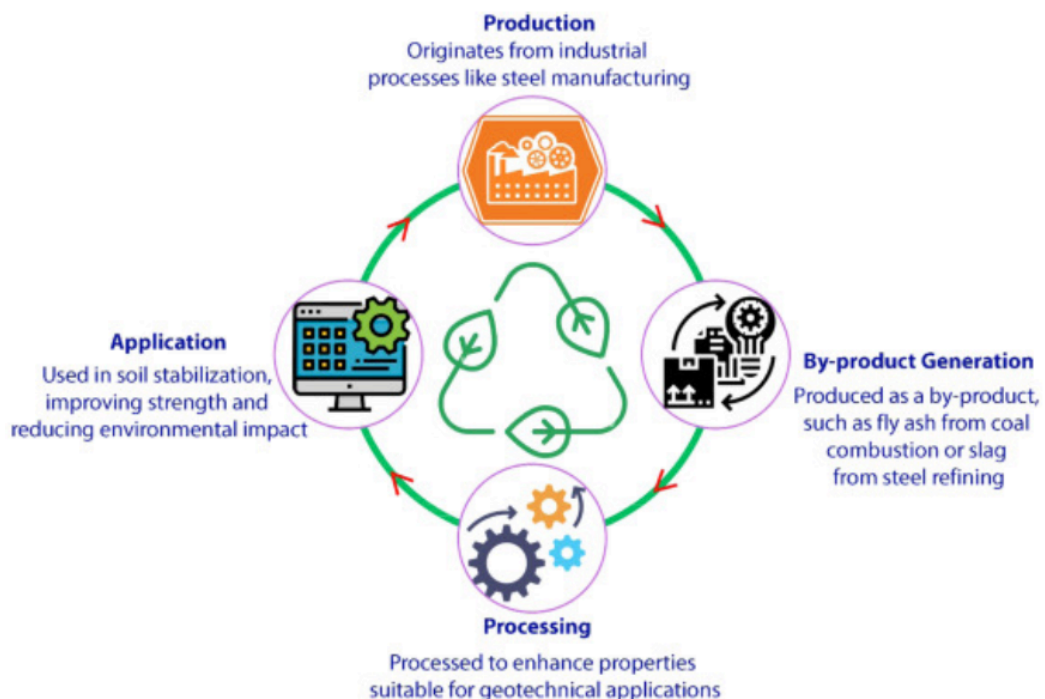 Production
Originates from industrial
processes like steel manufacturing
By-product Generation
Produced as a by-product,
such as fly ash from coal
combustion or slag
from steel refining
Processing
Processed to enhance properties
suitable for geotechnical applications
Application
Used in soil stabilization,
improving strength and
reducing environmental impact